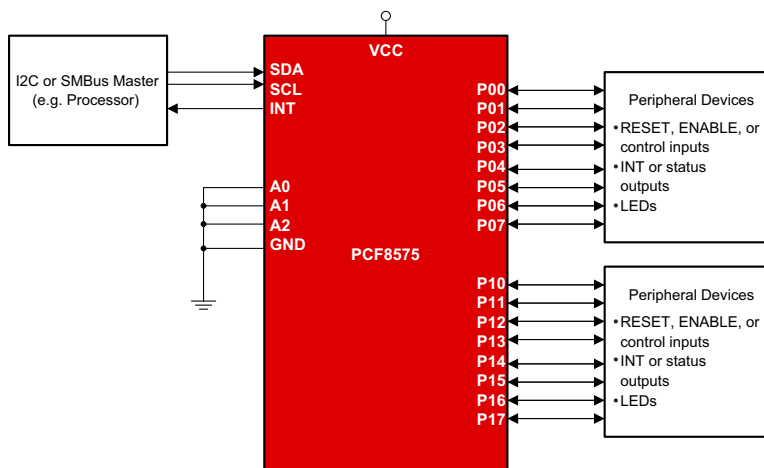 VCC
I2C or SMBus Master
(e.g. Processor)
SDA
SCL
INT
A0
A1
A2
GND
PCF8575
P00
P01
P02
P03
P04
P05
P06
P07
P10
P11
P12
P13
P14
P15
P16
P17
Peripheral Devices
•RESET, ENABLE, or
control inputs
•INT or status
outputs
•LEDs
Peripheral Devices
•RESET, ENABLE, or
control inputs
•INT or status
outputs
•LEDs